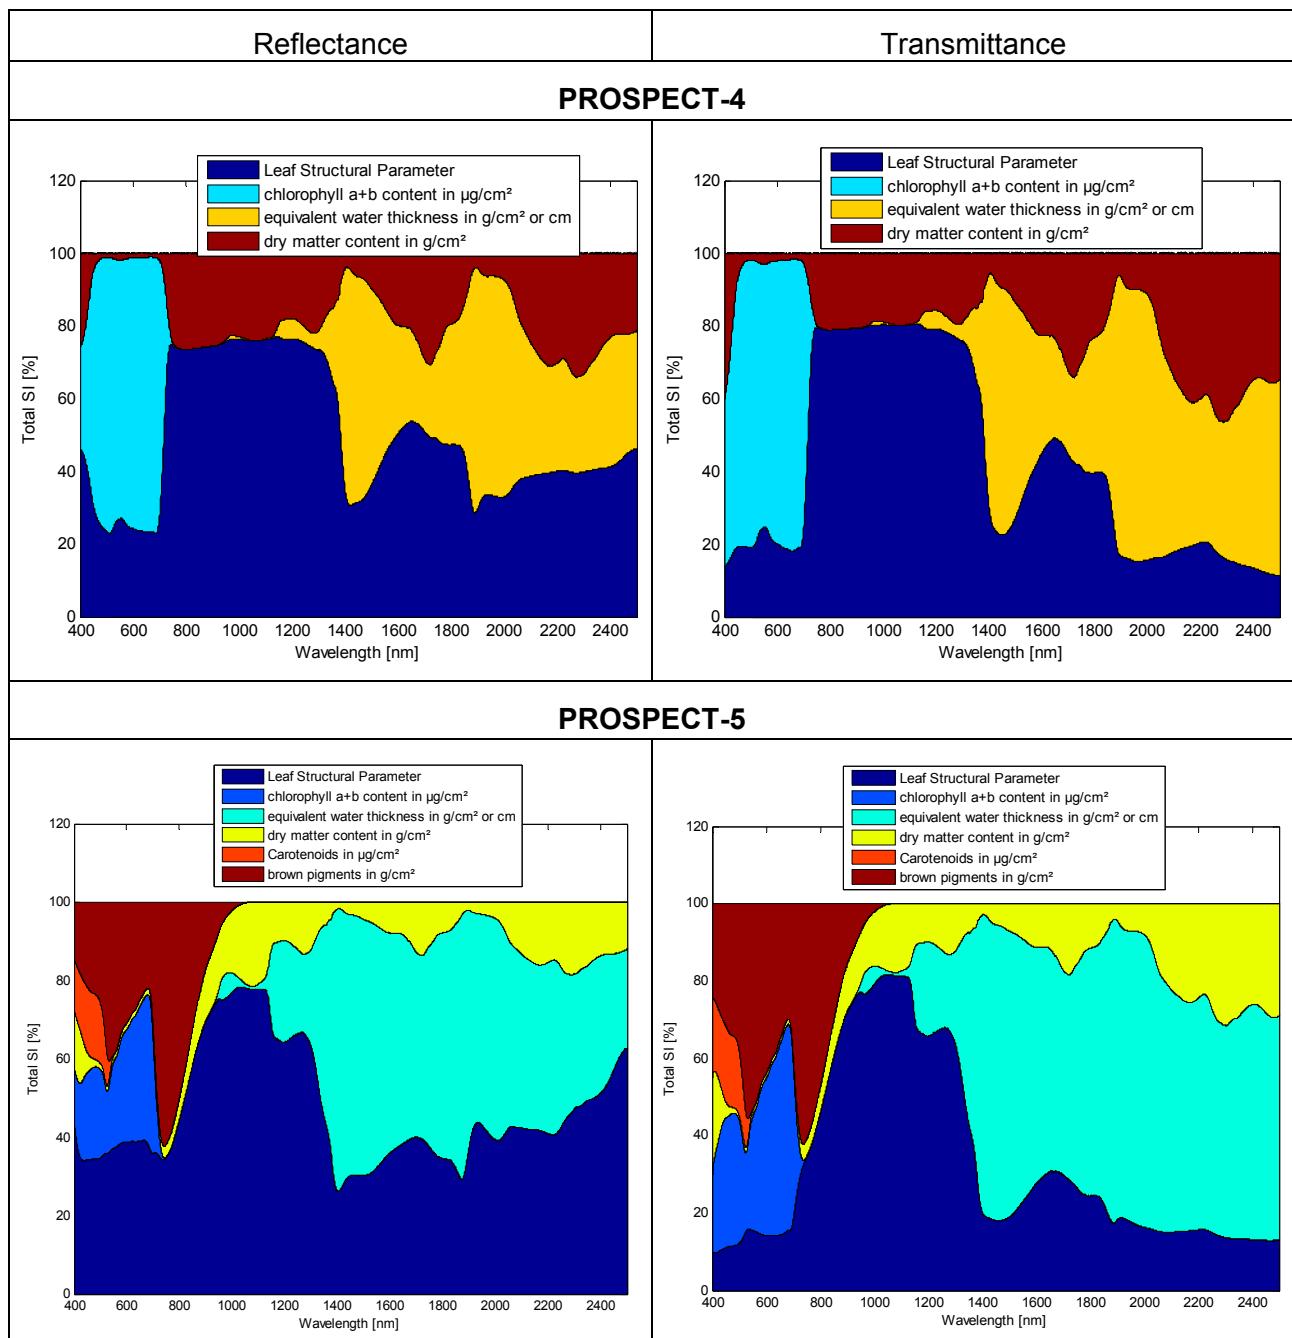 Reflectance
Transmittance
PROSPECT-4
Leaf Structural Parameter
chlorophyll a+b content in µg/cm²
equivalent water thickness in g/cm² or cm
dry matter content in g/cm²
120
100
80
60
40
20
0
Total SI [%]
400 600 800 1000 1200 1400 1600 1800 2000 2200 2400
Wavelength [nm]
Leaf Structural Parameter
chlorophyll a+b content in µg/cm²
equivalent water thickness in g/cm² or cm
dry matter content in g/cm²
120
100
80
60
40
20
0
Total SI [%]
400 600 800 1000 1200 1400 1600 1800 2000 2200 2400
Wavelength [nm]
PROSPECT-5
Leaf Structural Parameter
chlorophyll a+b content in µg/cm²
equivalent water thickness in g/cm² or cm
dry matter content in g/cm²
Carotenoids in µg/cm²
brown pigments in g/cm²
120
100
80
60
40
20
0
Total SI [%]
400 600 800 1000 1200 1400 1600 1800 2000 2200 2400
Wavelength [nm]
Leaf Structural Parameter
chlorophyll a+b content in µg/cm²
equivalent water thickness in g/cm² or cm
dry matter content in g/cm²
Carotenoids in µg/cm²
brown pigments in g/cm²
120
100
80
60
40
20
0
Total SI [%]
400 600 800 1000 1200 1400 1600 1800 2000 2200 2400
Wavelength [nm]